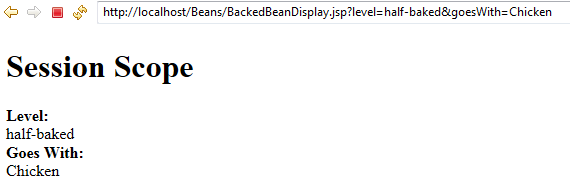 http://localhost/Beans/BackedBeanDisplay.jsp?level=half-baked&goesWith=Chicken
Session Scope
Level:
half-baked
Goes With:
Chicken